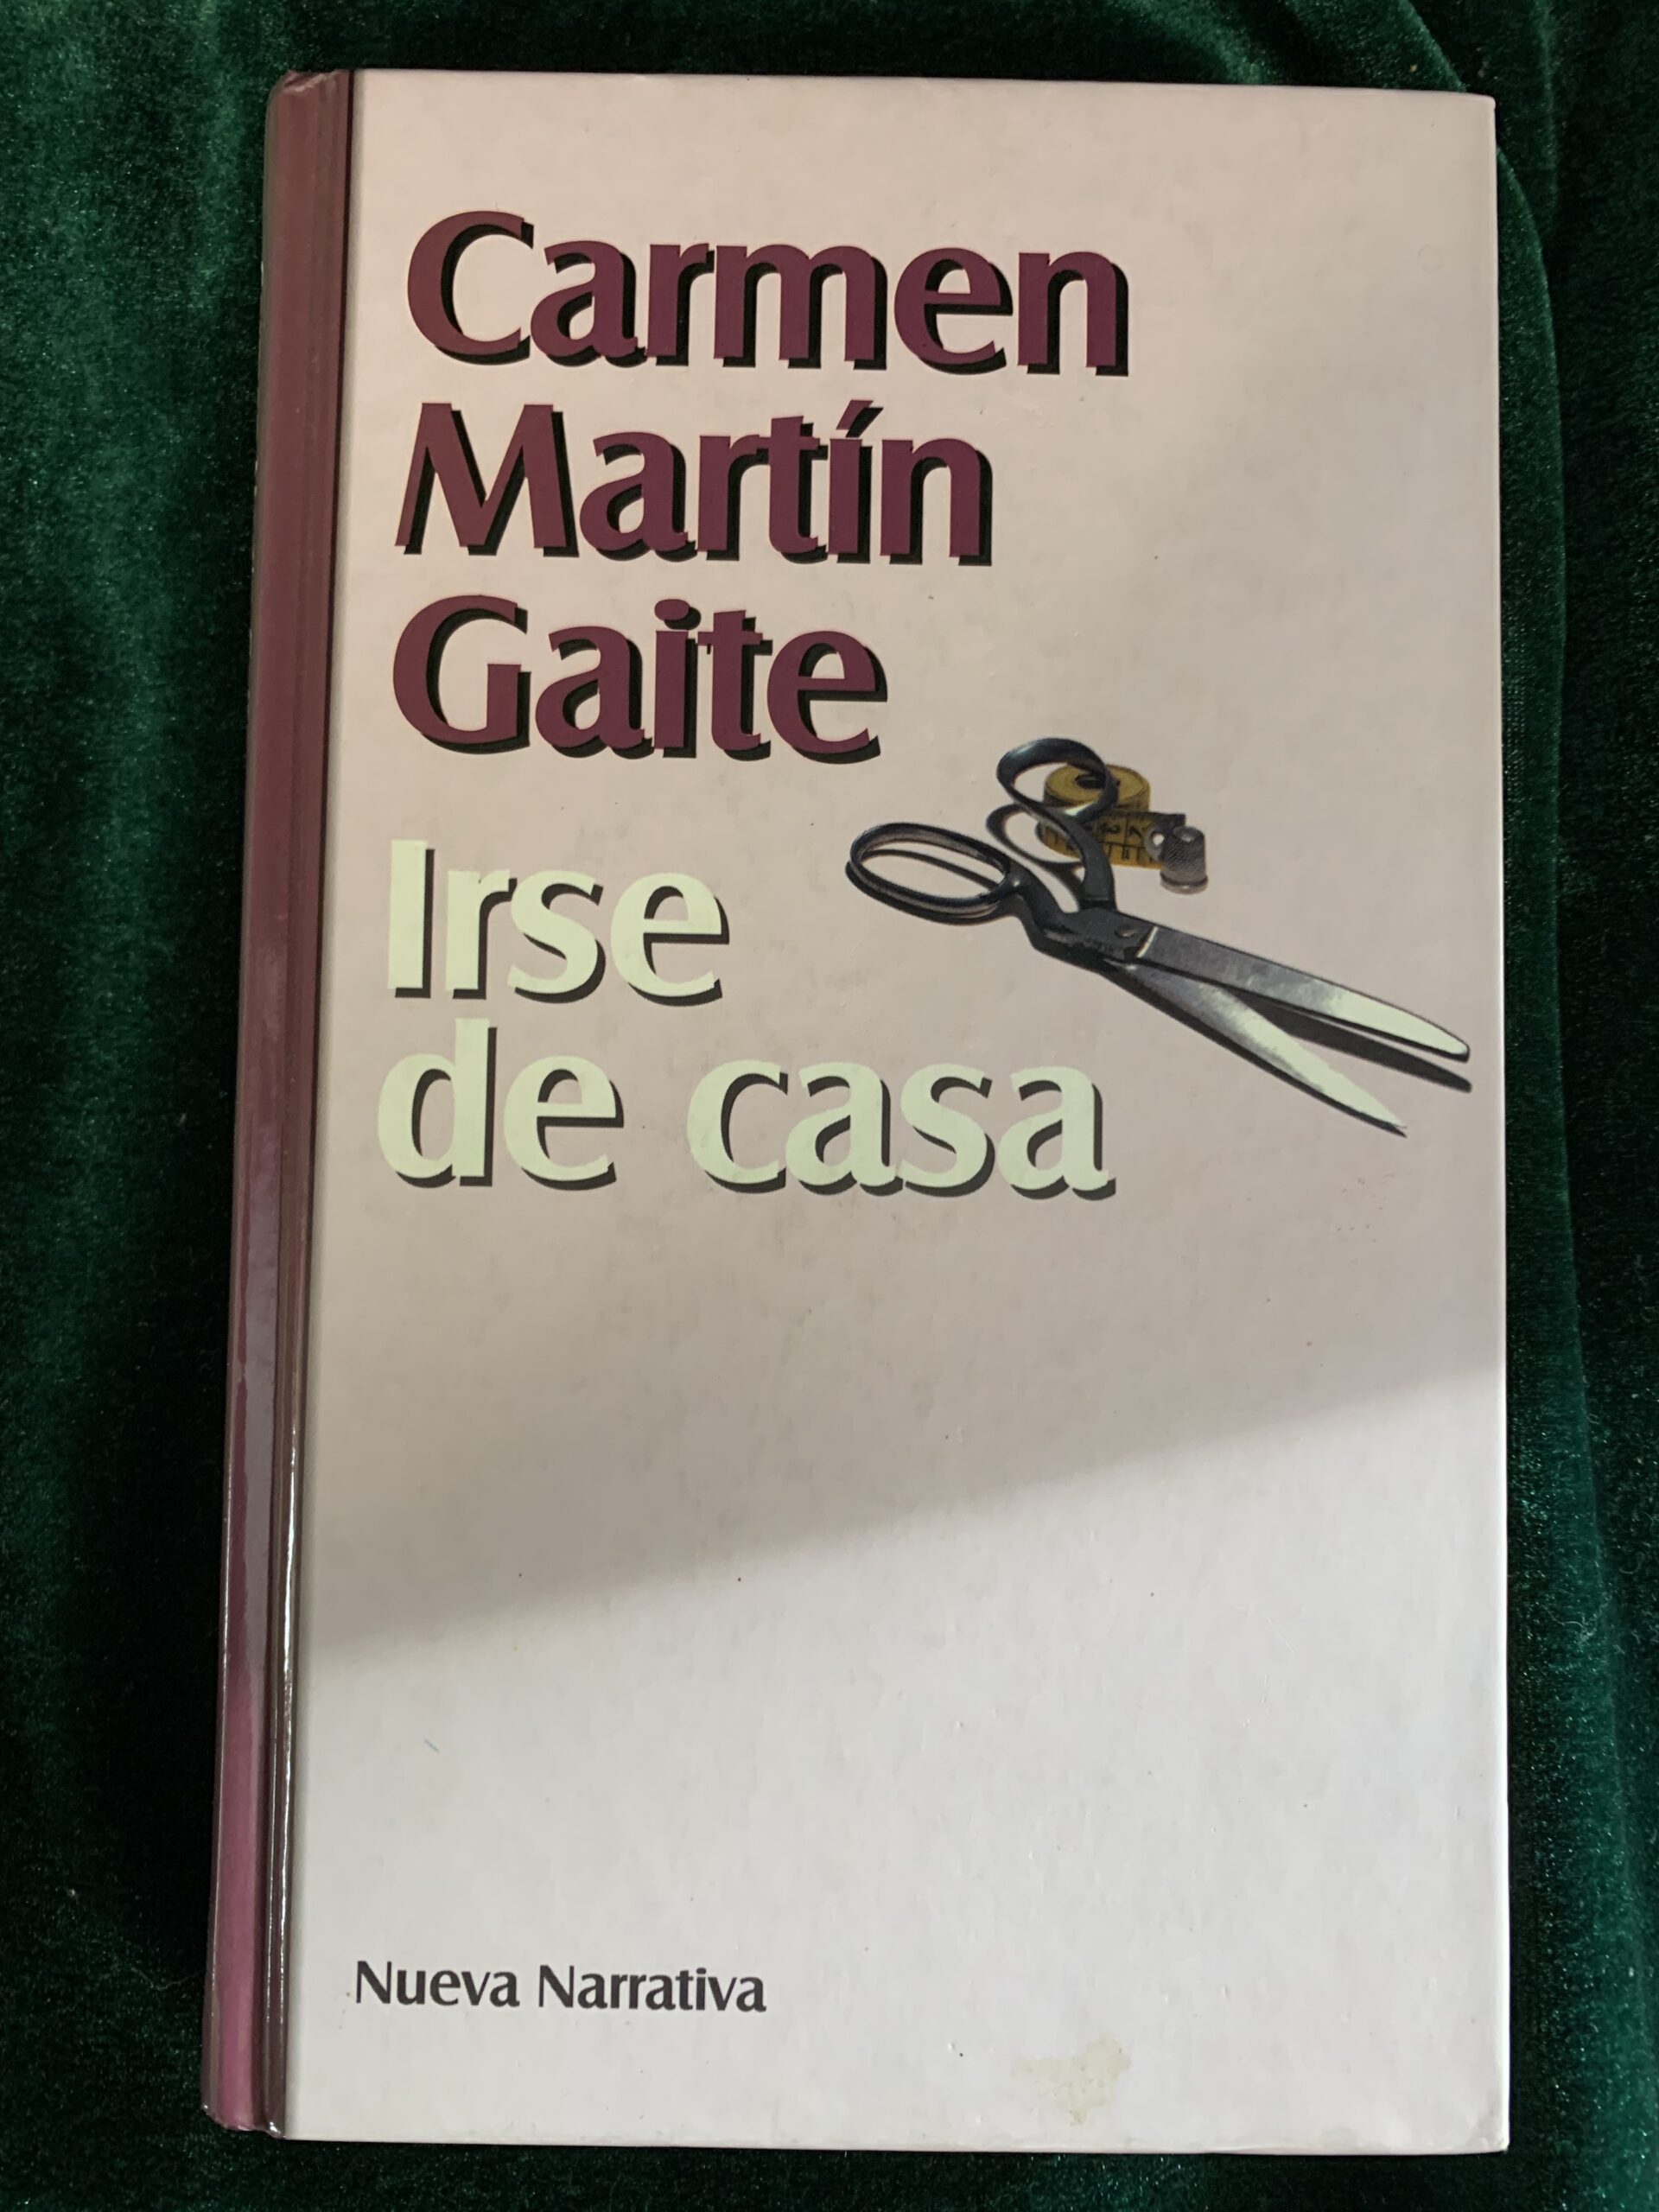 Carmen
Martín
Gaite
Irse
de casa
Nueva Narrativa